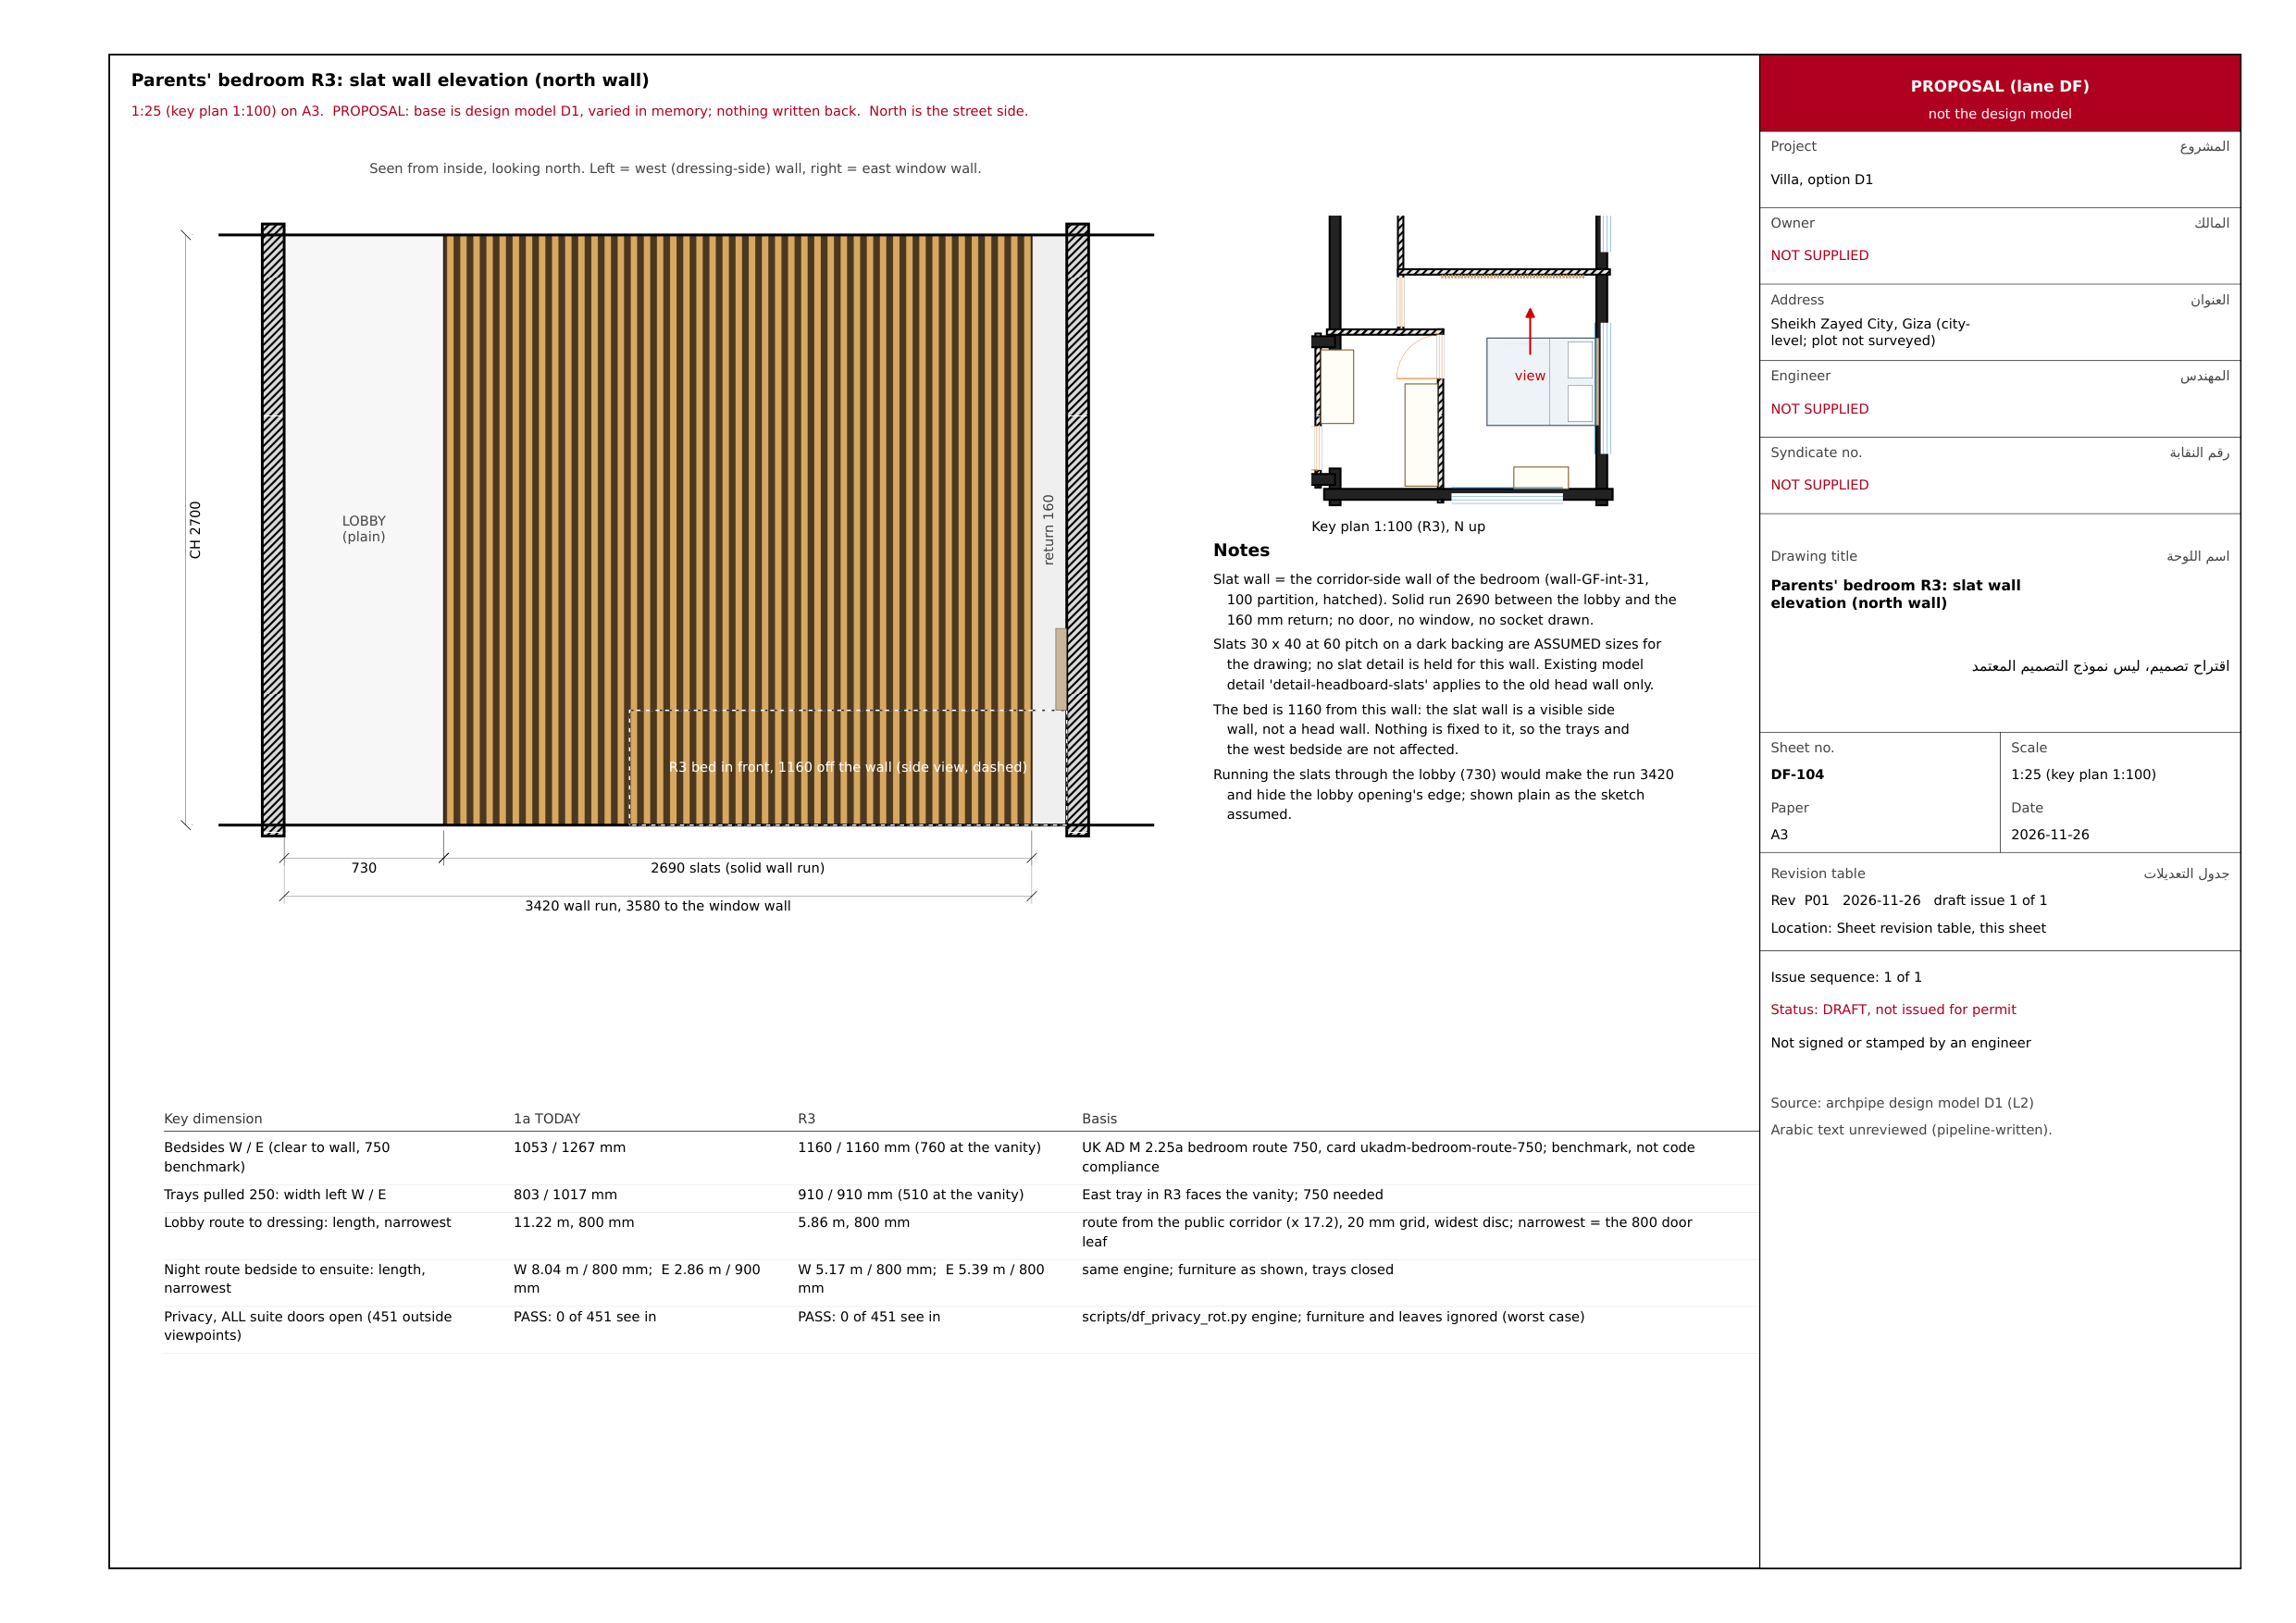 Parents' bedroom R3: slat wall elevation (north wall)
1:25 (key plan 1:100) on A3.  PROPOSAL: base is design model D1, varied in memory; nothing written back.  North is the street side.
Seen from inside, looking north. Left = west (dressing-side) wall, right = east window wall.
CH 2700
LOBBY
(plain)
return 160
R3 bed in front, 1160 off the wall (side view, dashed)
730
2690 slats (solid wall run)
3420 wall run, 3580 to the window wall
view
Key plan 1:100 (R3), N up
Notes
Slat wall = the corridor-side wall of the bedroom (wall-GF-int-31,
100 partition, hatched). Solid run 2690 between the lobby and the
160 mm return; no door, no window, no socket drawn.
Slats 30 x 40 at 60 pitch on a dark backing are ASSUMED sizes for
the drawing; no slat detail is held for this wall. Existing model
detail 'detail-headboard-slats' applies to the old head wall only.
The bed is 1160 from this wall: the slat wall is a visible side
wall, not a head wall. Nothing is fixed to it, so the trays and
the west bedside are not affected.
Running the slats through the lobby (730) would make the run 3420
and hide the lobby opening's edge; shown plain as the sketch
assumed.
Key dimension 1a TODAY R3 Basis
Bedsides W / E (clear to wall, 750 1053 / 1267 mm 1160 / 1160 mm (760 at the vanity) UK AD M 2.25a bedroom route 750, card ukadm-bedroom-route-750; benchmark, not code
benchmark) compliance
Trays pulled 250: width left W / E 803 / 1017 mm 910 / 910 mm (510 at the vanity) East tray in R3 faces the vanity; 750 needed
Lobby route to dressing: length, narrowest 11.22 m, 800 mm 5.86 m, 800 mm route from the public corridor (x 17.2), 20 mm grid, widest disc; narrowest = the 800 door
leaf
Night route bedside to ensuite: length, W 8.04 m / 800 mm;  E 2.86 m / 900 W 5.17 m / 800 mm;  E 5.39 m / 800 same engine; furniture as shown, trays closed
narrowest mm mm
Privacy, ALL suite doors open (451 outside PASS: 0 of 451 see in PASS: 0 of 451 see in scripts/df_privacy_rot.py engine; furniture and leaves ignored (worst case)
viewpoints)
PROPOSAL (lane DF)
not the design model
Project المشروع
Villa, option D1
Owner المالك
NOT SUPPLIED
Address العنوان
Sheikh Zayed City, Giza (city-
level; plot not surveyed)
Engineer المهندس
NOT SUPPLIED
Syndicate no. رقم النقابة
NOT SUPPLIED
Drawing title اسم اللوحة
Parents' bedroom R3: slat wall
elevation (north wall)
اقتراح تصميم، ليس نموذج التصميم المعتمد
Sheet no. Scale
DF-104 1:25 (key plan 1:100)
Paper Date
A3 2026-11-26
Revision table جدول التعديلات
Rev  P01   2026-11-26   draft issue 1 of 1
Location: Sheet revision table, this sheet
Issue sequence: 1 of 1
Status: DRAFT, not issued for permit
Not signed or stamped by an engineer
Source: archpipe design model D1 (L2)
Arabic text unreviewed (pipeline-written).